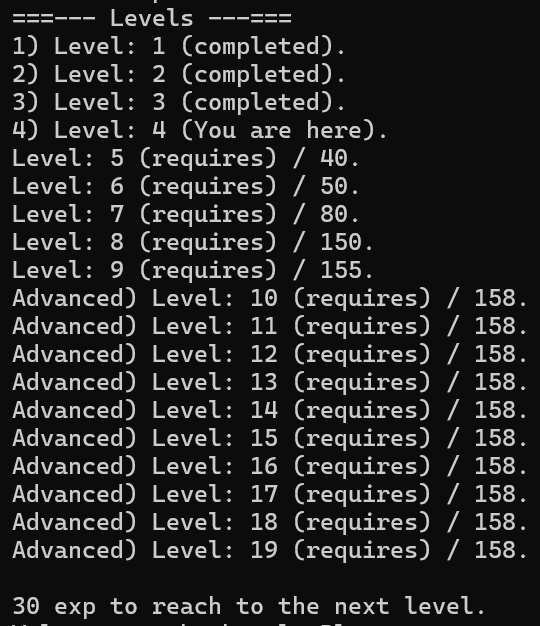 ===--- Levels ---===
1) Level: 1 (completed).
2) Level: 2 (completed).
3) Level: 3 (completed).
4) Level: 4 (You are here).
Level: 5 (requires) / 40.
Level: 6 (requires) / 50.
Level: 7 (requires) / 80.
Level: 8 (requires) / 150.
Level: 9 (requires) / 155.
Advanced) Level: 10 (requires) / 158.
Advanced) Level: 11 (requires) / 158.
Advanced) Level: 12 (requires) / 158.
Advanced) Level: 13 (requires) / 158.
Advanced) Level: 14 (requires) / 158.
Advanced) Level: 15 (requires) / 158.
Advanced) Level: 16 (requires) / 158.
Advanced) Level: 17 (requires) / 158.
Advanced) Level: 18 (requires) / 158.
Advanced) Level: 19 (requires) / 158.
30 exp to reach to the next level.